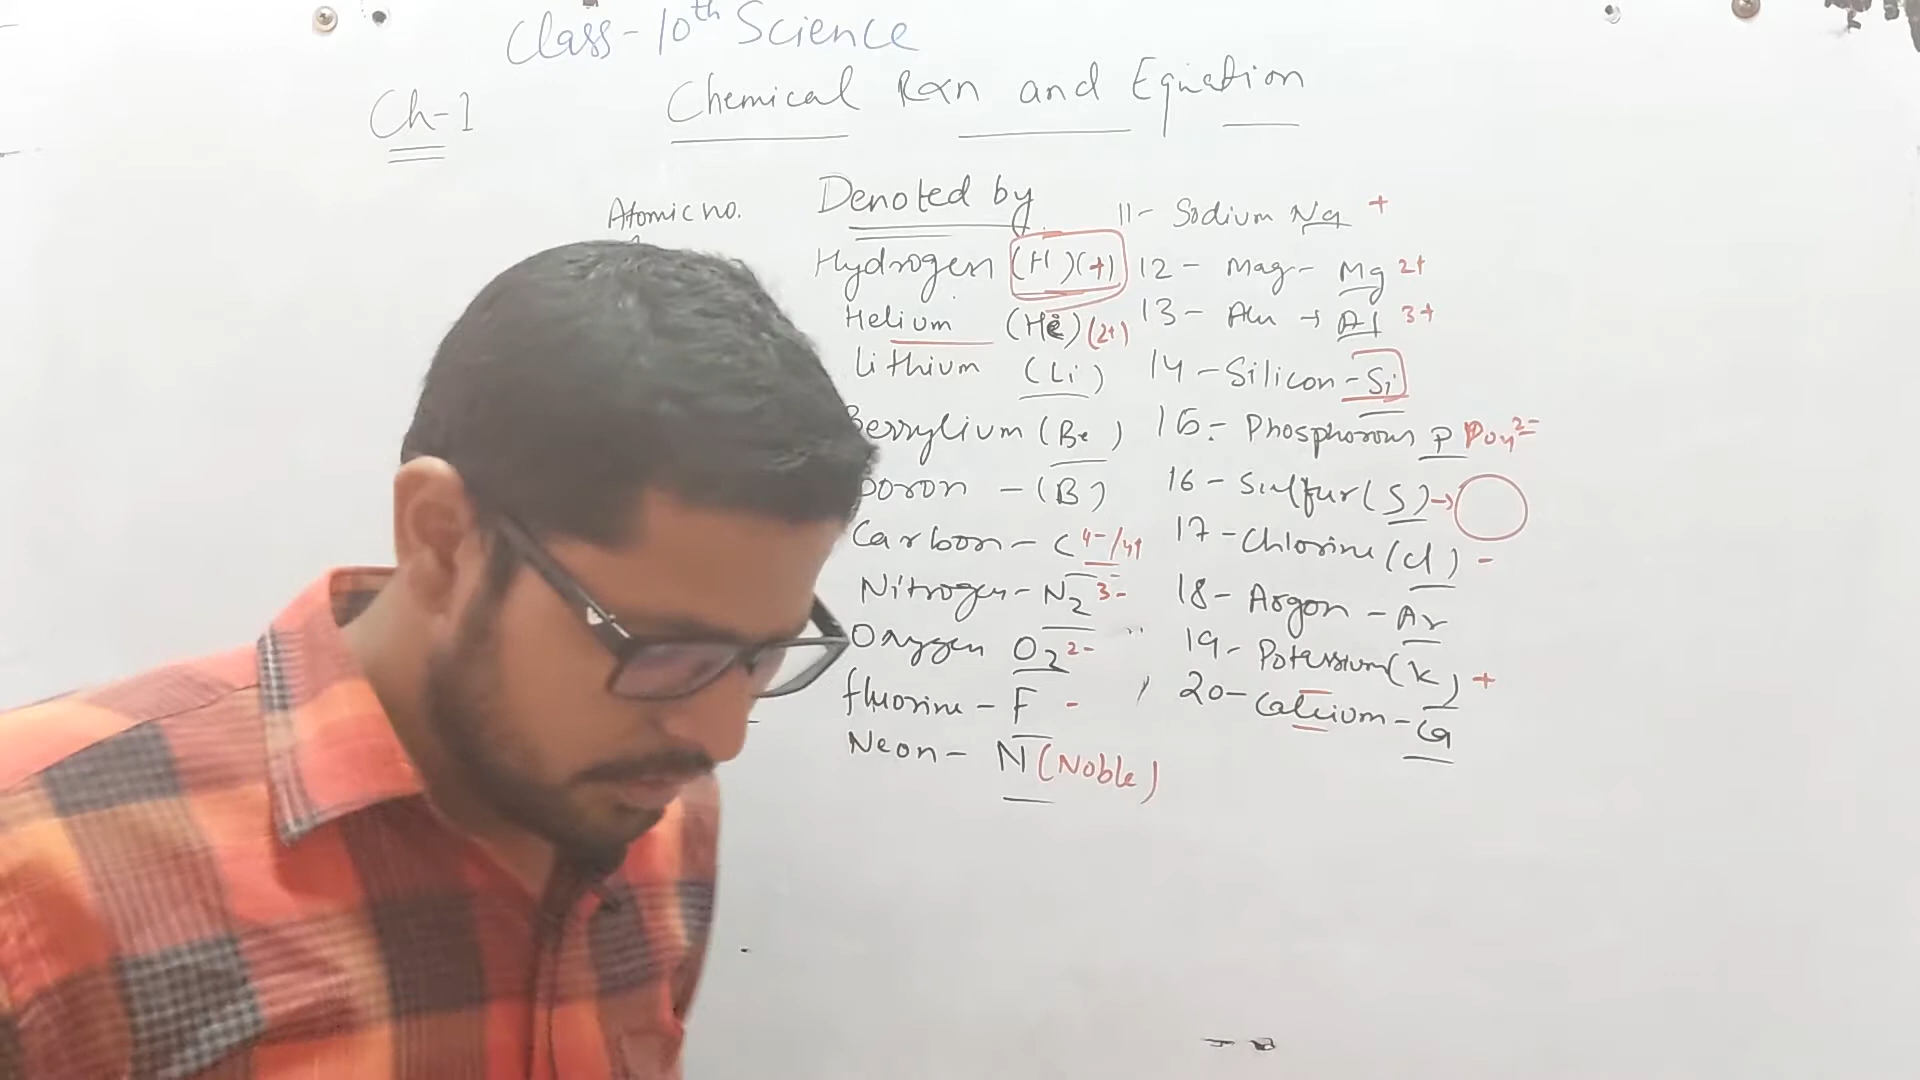 Class-10th Science
Ch-1 Chemical Rxn and Equation
Atomic no. Denoted by
Hydrogen (H)(+)
Helium (He)(2+)
Lithium (Li)
Berrylium (Be)
Boron - (B)
Carbon - C 4-/4+
Nitrogen - N2 3-
Oxygen O2 2-
fluorine - F -
Neon - N (Noble)
11- Sodium Na +
12 - Mag - Mg 2+
13 - Alu → Al 3+
14 - Silicon - Si
15 - Phosphorous P Po4 2-
16 - Sulfur (S) →
17 - Chlorine (Cl) -
18 - Argon - Ar
19 - Potassium (K) +
20 - Calcium - Ca